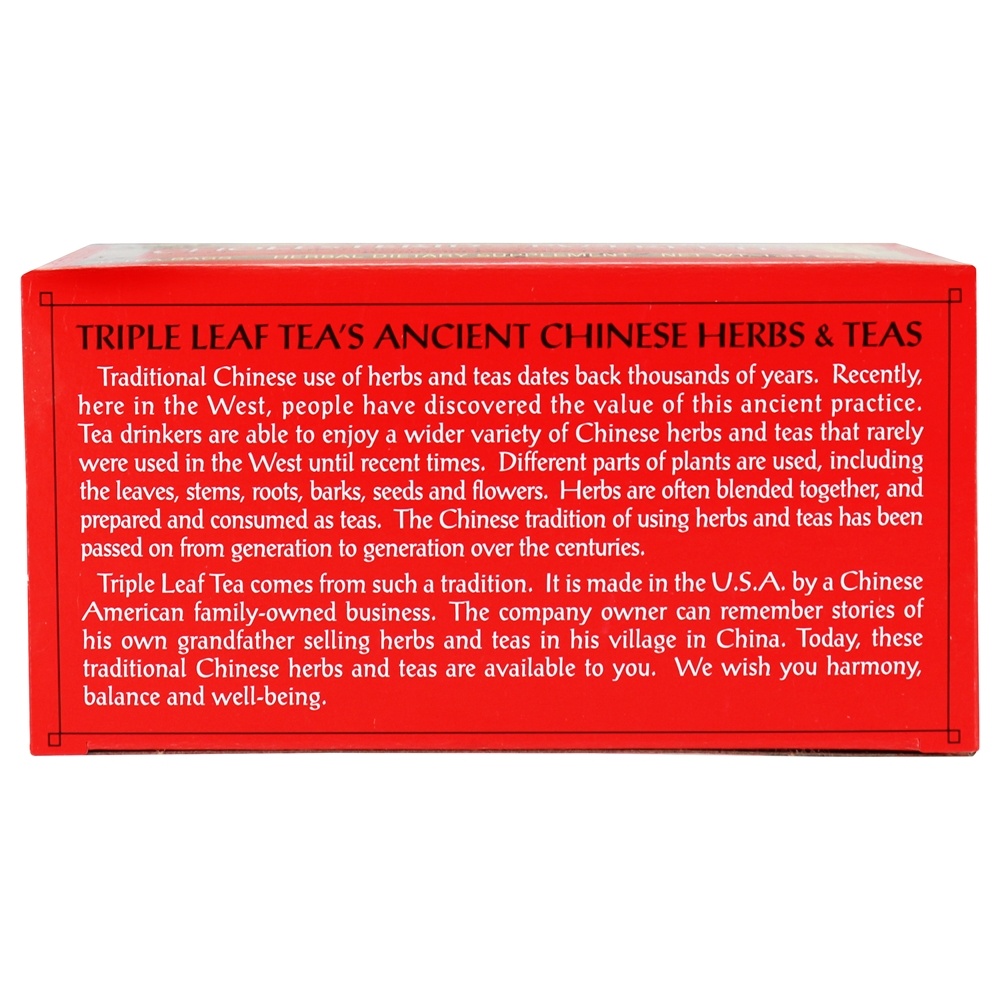 HERBAL DIETARY SUPPLEMENT
TRIPLE LEAF TEA'S ANCIENT CHINESE HERBS & TEAS
Traditional Chinese use of herbs and teas dates back thousands of years. Recently,
here in the West, people have discovered the value of this ancient practice.
Tea drinkers are able to enjoy a wider variety of Chinese herbs and teas that rarely
were used in the West until recent times. Different parts of plants are used, including
the leaves, stems, roots, barks, seeds and flowers. Herbs are often blended together, and
prepared and consumed as teas. The Chinese tradition of using herbs and teas has been
passed on from generation to generation over the centuries.
Triple Leaf Tea comes from such a tradition. It is made in the U.S.A. by a Chinese
American family-owned business. The company owner can remember stories of
his own grandfather selling herbs and teas in his village in China. Today, these
traditional Chinese herbs and teas are available to you. We wish you harmony,
balance and well-being.